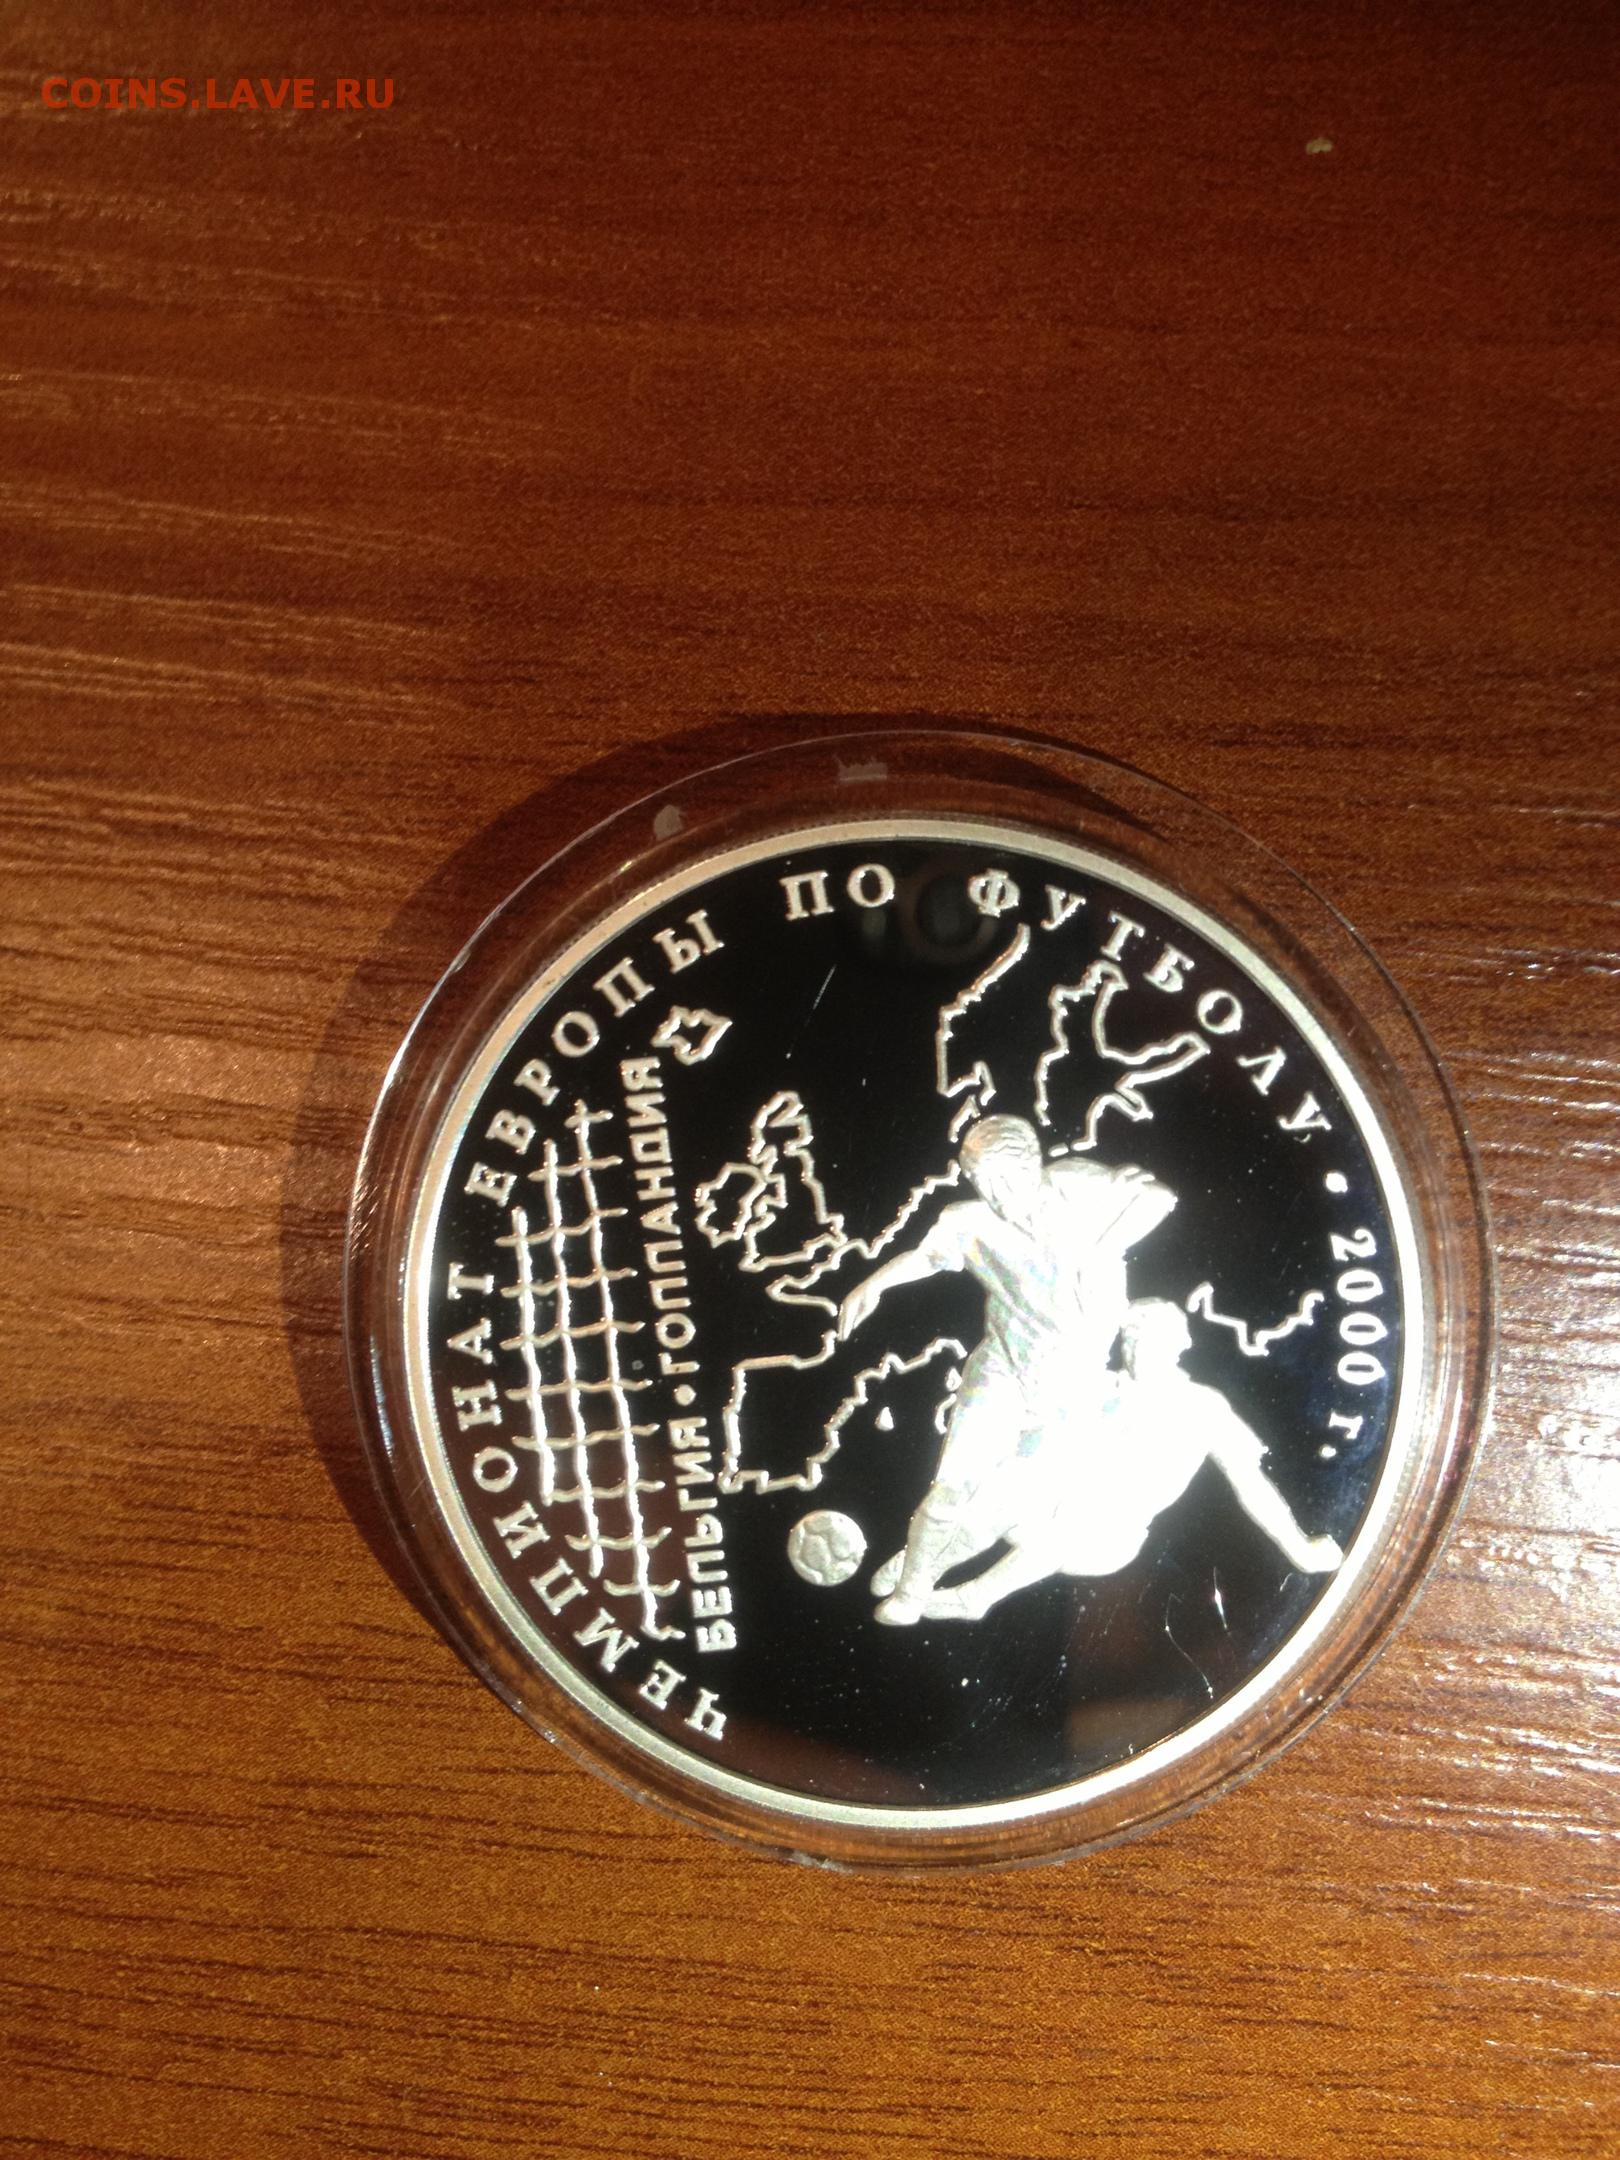 COINS.LAVE.RU
ЧЕМПИОНАТ ЕВРОПЫ ПО ФУТБОЛУ • 2000 г.
БЕЛЬГИЯ•ГОЛЛАНДИЯ